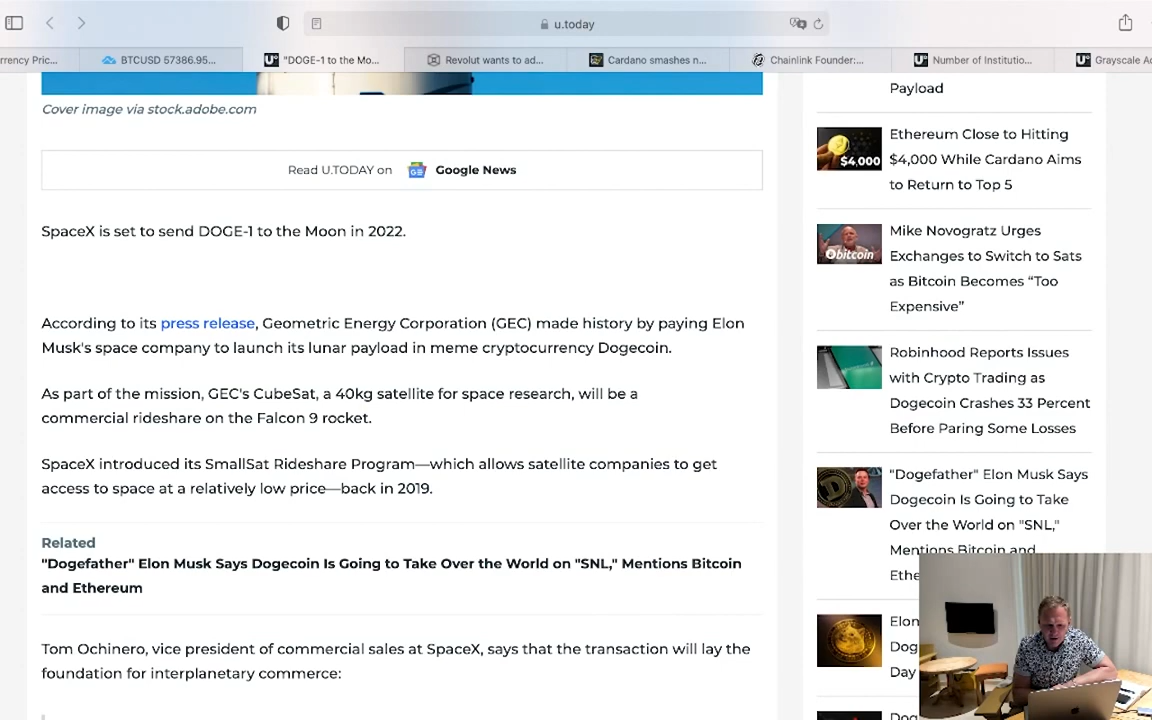 u.today
rrency Pric...
BTCUSD 57386.95...
"DOGE-1 to the Mo...
Revolut wants to ad...
Cardano smashes n...
Chainlink Founder:...
Number of Institutio...
Grayscale Ac
Cover image via stock.adobe.com
Read U.TODAY on Google News
SpaceX is set to send DOGE-1 to the Moon in 2022.
According to its press release, Geometric Energy Corporation (GEC) made history by paying Elon
Musk's space company to launch its lunar payload in meme cryptocurrency Dogecoin.
As part of the mission, GEC's CubeSat, a 40kg satellite for space research, will be a
commercial rideshare on the Falcon 9 rocket.
SpaceX introduced its SmallSat Rideshare Program—which allows satellite companies to get
access to space at a relatively low price—back in 2019.
Related
"Dogefather" Elon Musk Says Dogecoin Is Going to Take Over the World on "SNL," Mentions Bitcoin
and Ethereum
Tom Ochinero, vice president of commercial sales at SpaceX, says that the transaction will lay the
foundation for interplanetary commerce:
Payload
$4,000
Ethereum Close to Hitting
$4,000 While Cardano Aims
to Return to Top 5
bitcoin
Mike Novogratz Urges
Exchanges to Switch to Sats
as Bitcoin Becomes “Too
Expensive”
Robinhood Reports Issues
with Crypto Trading as
Dogecoin Crashes 33 Percent
Before Paring Some Losses
"Dogefather" Elon Musk Says
Dogecoin Is Going to Take
Over the World on "SNL,"
Mentions Bitcoin and
Ethe
Elon
Dog
Day